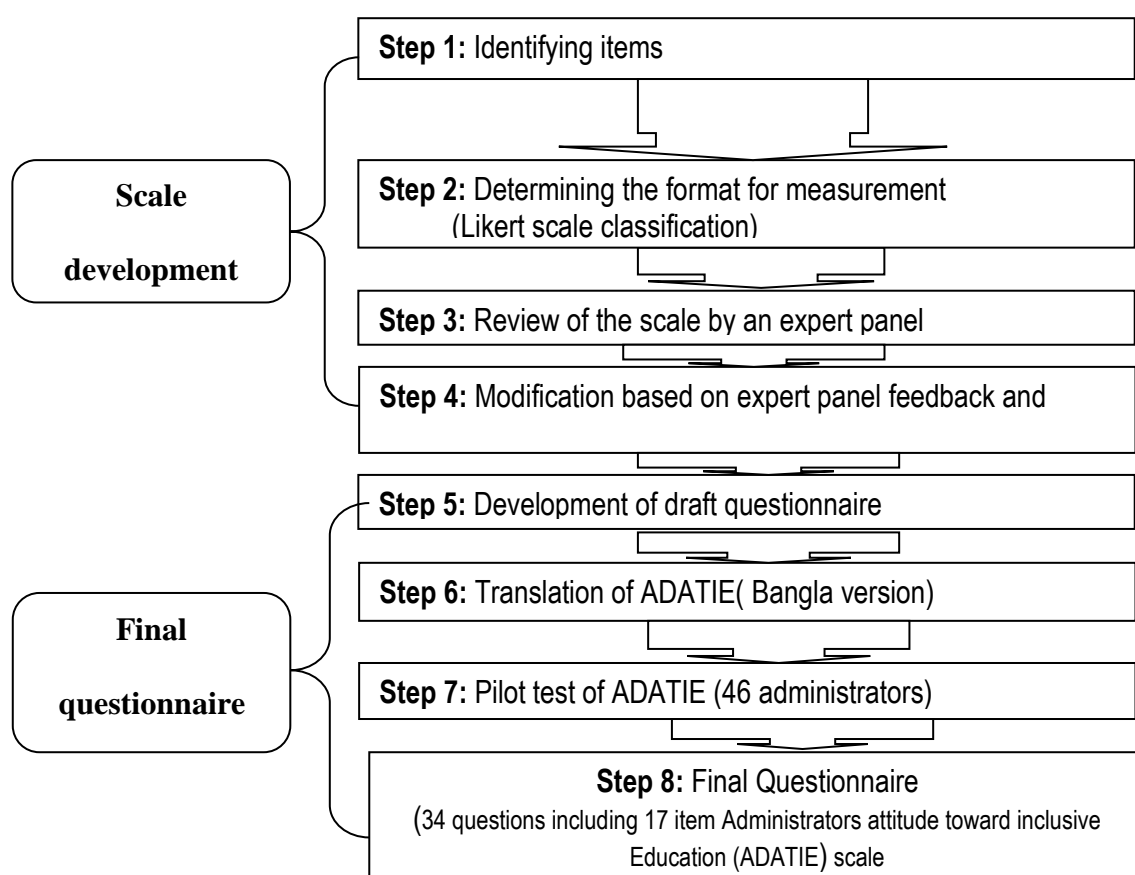 Scale
development
Step 1: Identifying items
Step 2: Determining the format for measurement
(Likert scale classification)
Step 3: Review of the scale by an expert panel
Step 4: Modification based on expert panel feedback and
Final
questionnaire
Step 5: Development of draft questionnaire
Step 6: Translation of ADATIE( Bangla version)
Step 7: Pilot test of ADATIE (46 administrators)
Step 8: Final Questionnaire
(34 questions including 17 item Administrators attitude toward inclusive
Education (ADATIE) scale